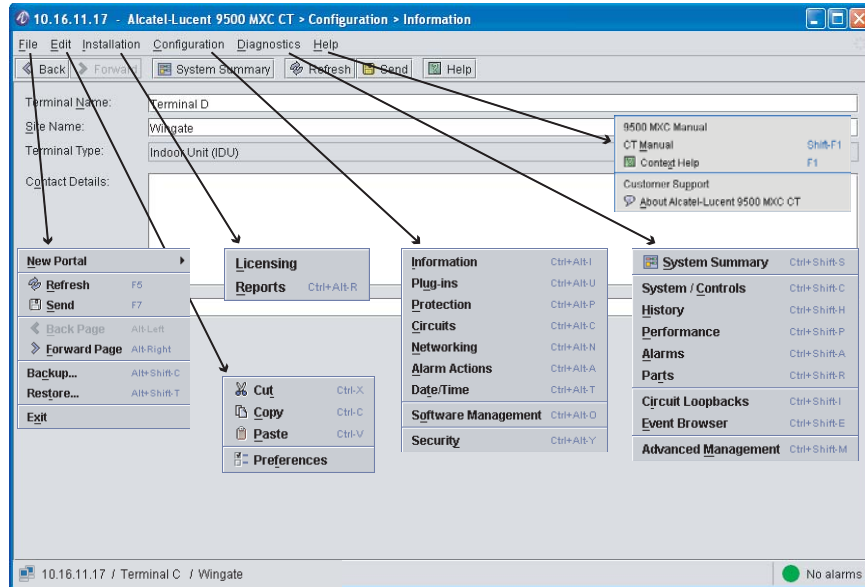 10.16.11.17 - Alcatel-Lucent 9500 MXC CT > Configuration > Information
File Edit Installation Configuration Diagnostics Help
Back Forward System Summary Refresh Send Help
Terminal Name: Terminal D
Site Name: Wingate
Terminal Type: Indoor Unit (IDU)
Contact Details:
9500 MXC Manual
CT Manual Shift-F1
Context Help F1
Customer Support
About Alcatel-Lucent 9500 MXC CT
New Portal
Refresh F5
Send F7
Back Page Alt-Left
Forward Page Alt-Right
Backup... Alt+Shift-C
Restore... Alt+Shift-T
Exit
Licensing
Reports Ctrl+Alt-R
Cut Ctrl-X
Copy Ctrl-C
Paste Ctrl-V
Preferences
Information Ctrl+Alt-I
Plug-ins Ctrl+Alt-U
Protection Ctrl+Alt-P
Circuits Ctrl+Alt-C
Networking Ctrl+Alt-N
Alarm Actions Ctrl+Alt-A
Date/Time Ctrl+Alt-T
Software Management Ctrl+Alt-O
Security Ctrl+Alt-Y
System Summary Ctrl+Shift-S
System / Controls Ctrl+Shift-C
History Ctrl+Shift-H
Performance Ctrl+Shift-P
Alarms Ctrl+Shift-A
Parts Ctrl+Shift-R
Circuit Loopbacks Ctrl+Shift-I
Event Browser Ctrl+Shift-E
Advanced Management Ctrl+Shift-M
10.16.11.17 / Terminal C / Wingate
No alarms